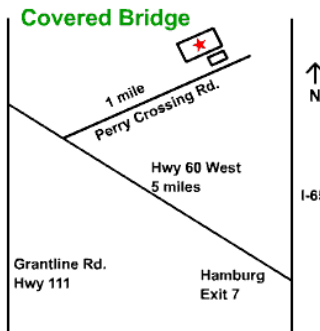 Covered Bridge
1 mile
Perry Crossing Rd.
N
Hwy 60 West
5 miles
I-65
Grantline Rd.
Hwy 111
Hamburg
Exit 7